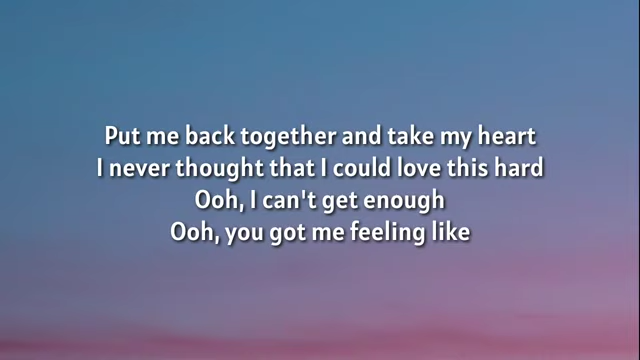 Put me back together and take my heart
I never thought that I could love this hard
Ooh, I can't get enough
Ooh, you got me feeling like